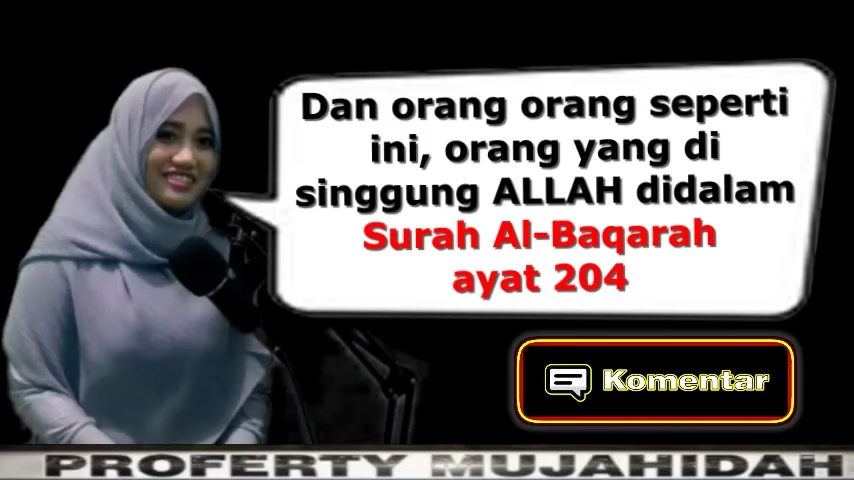 Dan orang orang seperti
ini, orang yang di
singgung ALLAH didalam
Surah Al-Baqarah
ayat 204
Komentar
PROFERTY MUJAHIDAH